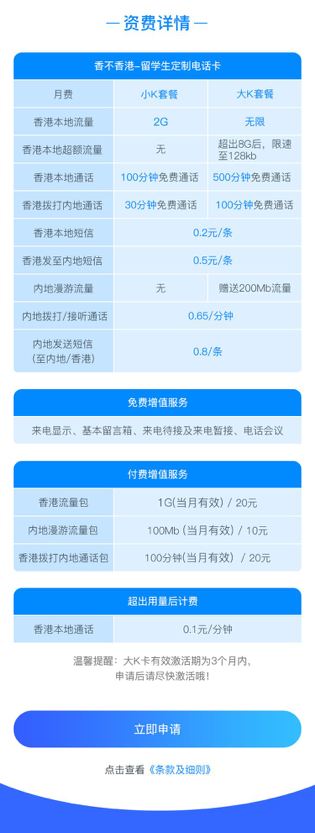 资费详情
香不香港-留学生定制电话卡
月费 小K套餐 大K套餐
香港本地流量 2G 无限
香港本地超额流量 无 超出8G后，限速
至128kb
香港本地通话 100分钟免费通话 500分钟免费通话
香港拨打内地通话 30分钟免费通话 100分钟免费通话
香港本地短信 0.2元/条
香港发至内地短信 0.5元/条
内地漫游流量 无 赠送200Mb流量
内地拨打/接听通话 0.65/分钟
内地发送短信
（至内地/香港） 0.8/条
免费增值服务
来电显示、基本留言箱、来电待接及来电暂接、电话会议
付费增值服务
香港流量包 1G(当月有效) / 20元
内地漫游流量包 100Mb (当月有效) / 10元
香港拨打内地通话包 100分钟(当月有效) / 20元
超出用量后计费
香港本地通话 0.1元/分钟
温馨提醒：大K卡有效激活期为3个月内，
申请后请尽快激活哦！
立即申请
点击查看《条款及细则》